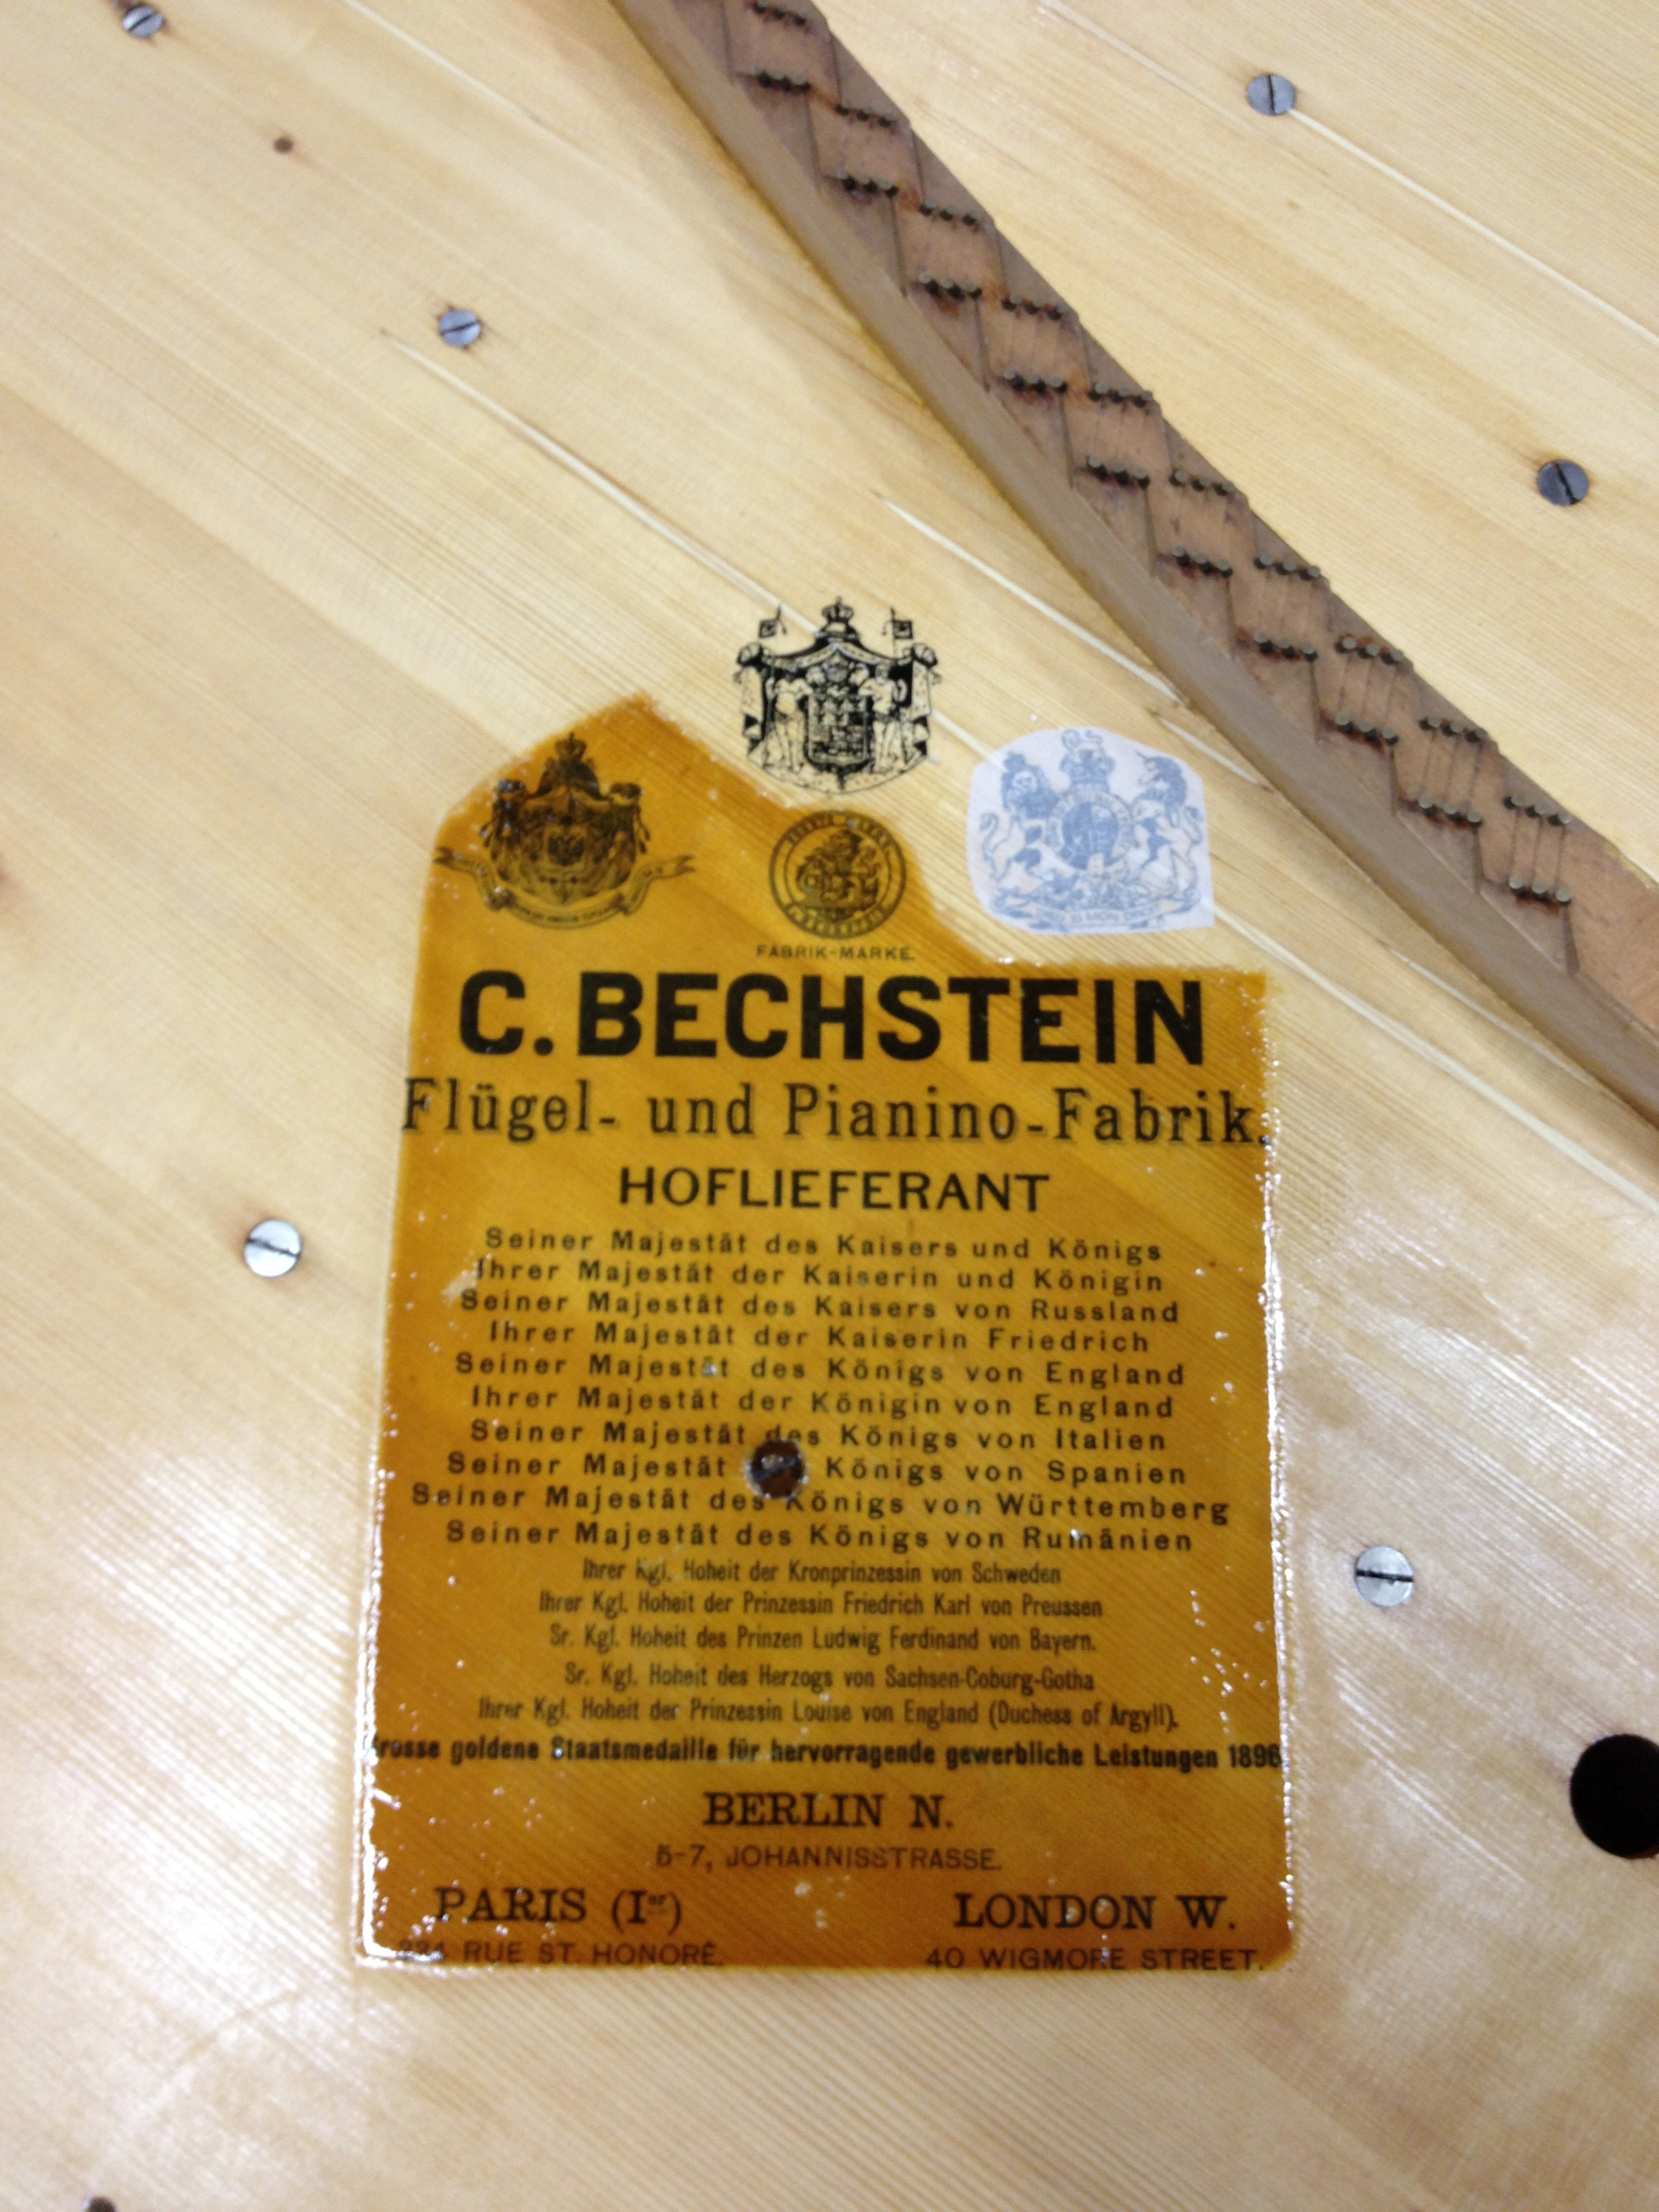 FABRIK-MARKE.
C. BECHSTEIN
Flügel- und Pianino-Fabrik.
HOFLIEFERANT
Seiner Majestät des Kaisers und Königs
Ihrer Majestät der Kaiserin und Königin
Seiner Majestät des Kaisers von Russland
Ihrer Majestät der Kaiserin Friedrich
Seiner Majestät des Königs von England
Ihrer Majestät der Königin von England
Seiner Majestät des Königs von Italien
Seiner Majestät Königs von Spanien
Seiner Majestät des Königs von Württemberg
Seiner Majestät des Königs von Rumänien
Ihrer Kgl. Hoheit der Kronprinzessin von Schweden
Ihrer Kgl. Hoheit der Prinzessin Friedrich Karl von Preussen
Sr. Kgl. Hoheit des Prinzen Ludwig Ferdinand von Bayern.
Sr. Kgl. Hoheit des Herzogs von Sachsen-Coburg-Gotha
Ihrer Kgl. Hoheit der Prinzessin Louise von England (Duchess of Argyll).
rosse goldene Staatsmedaille für hervorragende gewerbliche Leistungen 1896
BERLIN N.
5-7, JOHANNISSTRASSE.
PARIS (Ier)
LONDON W.
RUE ST. HONORÉ.
40 WIGMORE STREET.